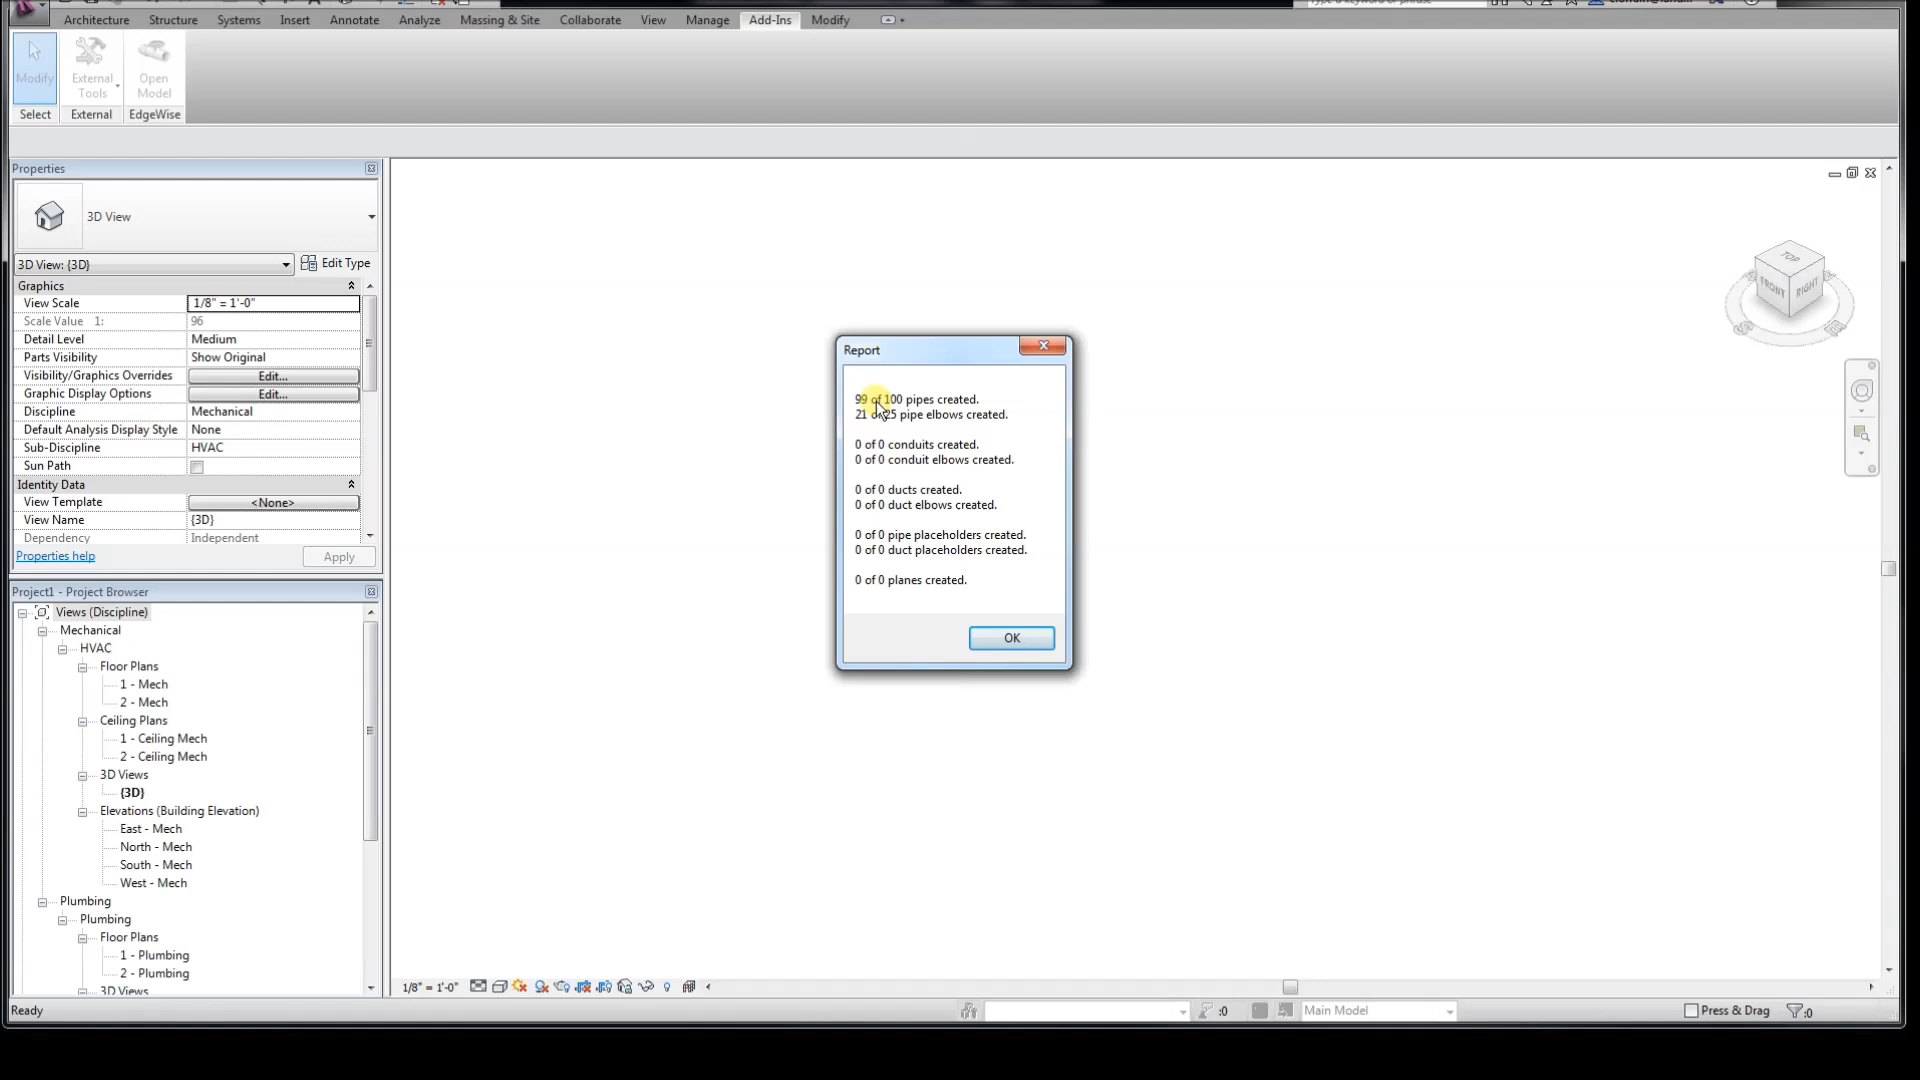 Architecture Structure Systems Insert Annotate Analyze Massing & Site Collaborate View Manage Add-Ins Modify
Modify
External
Tools
Open
Model
Select External EdgeWise
Properties
3D View
3D View: {3D} Edit Type
Graphics
View Scale 1/8" = 1'-0"
Scale Value 1: 96
Detail Level Medium
Parts Visibility Show Original
Visibility/Graphics Overrides Edit...
Graphic Display Options Edit...
Discipline Mechanical
Default Analysis Display Style None
Sub-Discipline HVAC
Sun Path
Identity Data
View Template <None>
View Name {3D}
Dependency Independent
Properties help Apply
Project1 - Project Browser
Views (Discipline)
Mechanical
HVAC
Floor Plans
1 - Mech
2 - Mech
Ceiling Plans
1 - Ceiling Mech
2 - Ceiling Mech
3D Views
{3D}
Elevations (Building Elevation)
East - Mech
North - Mech
South - Mech
West - Mech
Plumbing
Plumbing
Floor Plans
1 - Plumbing
2 - Plumbing
3D Views
Report
99 of 100 pipes created.
21 of 25 pipe elbows created.
0 of 0 conduits created.
0 of 0 conduit elbows created.
0 of 0 ducts created.
0 of 0 duct elbows created.
0 of 0 pipe placeholders created.
0 of 0 duct placeholders created.
0 of 0 planes created.
OK
TOP
FRONT RIGHT
1/8" = 1'-0"
Ready :0 Main Model Press & Drag :0